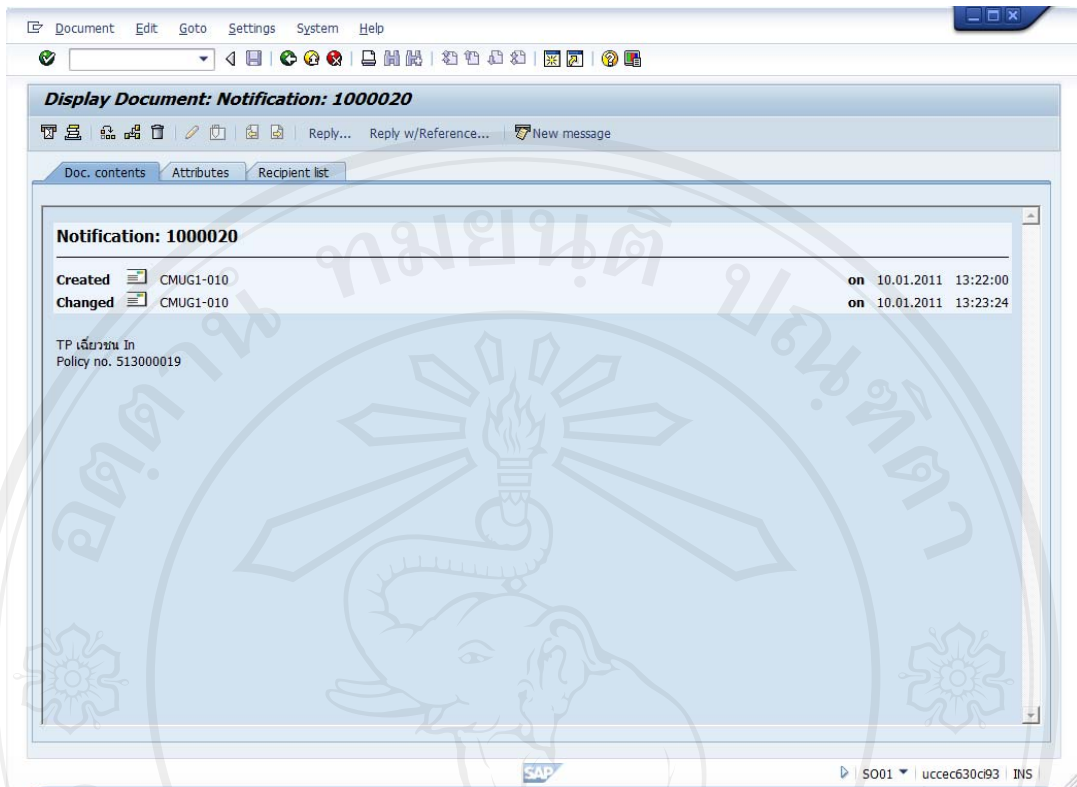 Document Edit Goto Settings System Help
Display Document: Notification: 1000020
Reply... Reply w/Reference... New message
Doc. contents Attributes Recipient list
Notification: 1000020
Created CMUG1-010 on 10.01.2011 13:22:00
Changed CMUG1-010 on 10.01.2011 13:23:24
TP เฉี่ยวชน In
Policy no. 513000019
SAP SO01 uccec630ci93 INS